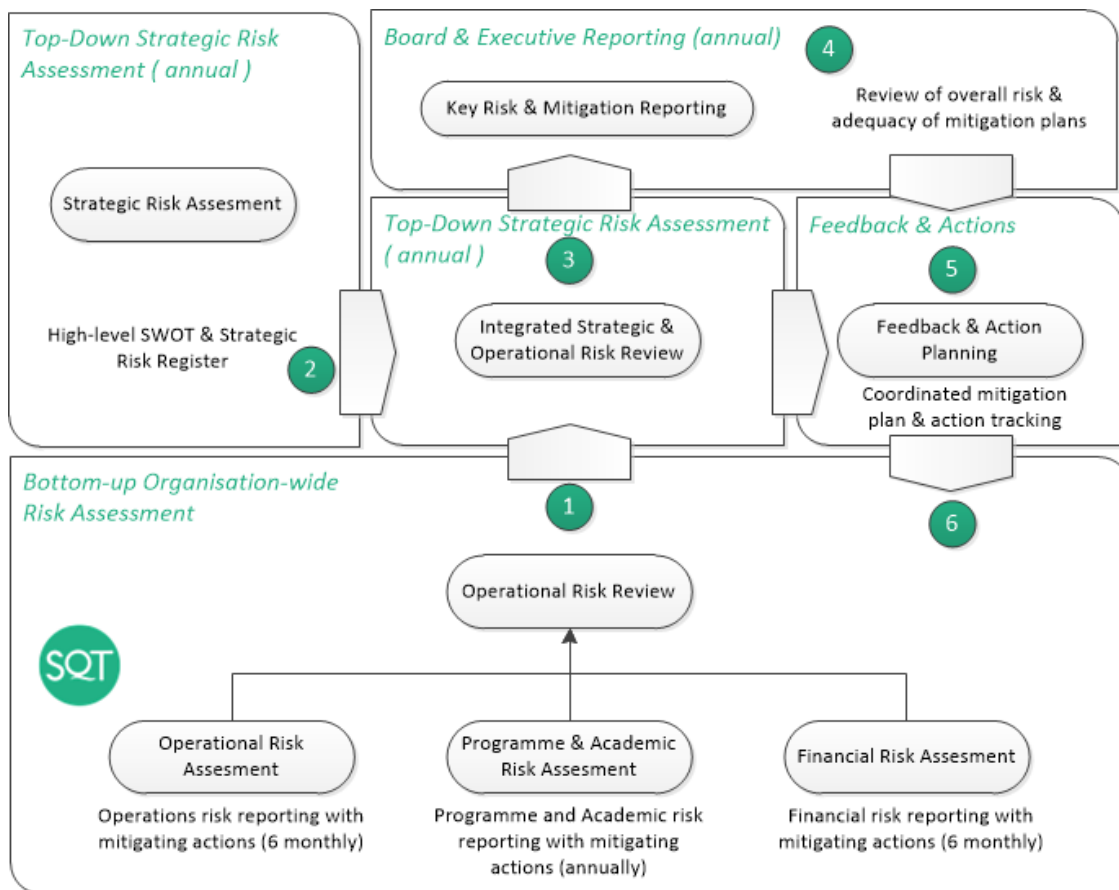 Top-Down Strategic Risk
Assessment ( annual )
Strategic Risk Assesment
High-level SWOT & Strategic
Risk Register
2
Board & Executive Reporting (annual)
4
Key Risk & Mitigation Reporting
Review of overall risk &
adequacy of mitigation plans
Top-Down Strategic Risk Assessment
( annual )
3
Integrated Strategic &
Operational Risk Review
Feedback & Actions
5
Feedback & Action
Planning
Coordinated mitigation
plan & action tracking
Bottom-up Organisation-wide
Risk Assessment
1
6
Operational Risk Review
SQT
Operational Risk
Assesment
Operations risk reporting with
mitigating actions (6 monthly)
Programme & Academic
Risk Assesment
Programme and Academic risk
reporting with mitigating
actions (annually)
Financial Risk Assesment
Financial risk reporting with
mitigating actions (6 monthly)